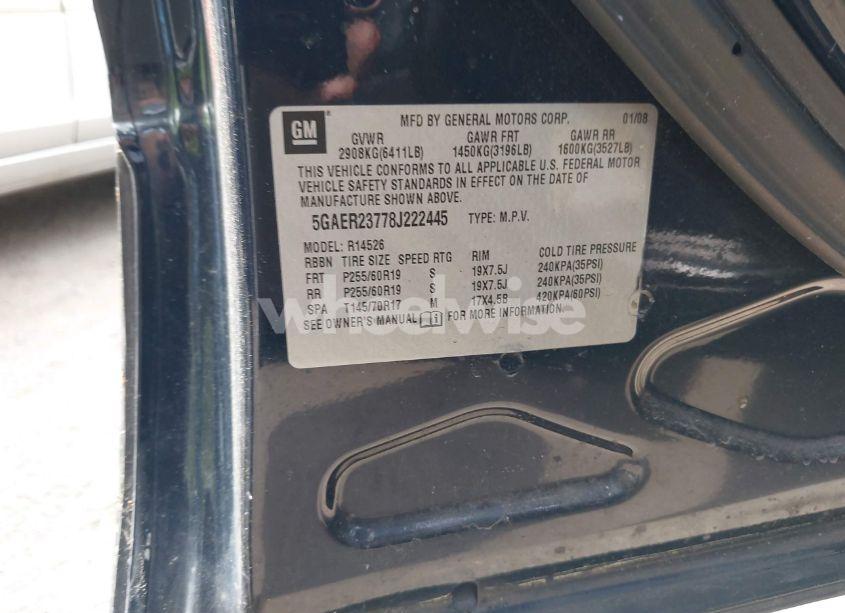 GM
MFD BY GENERAL MOTORS CORP. 01/08
GVWR GAWR FRT GAWR RR
2908KG(6411LB) 1450KG(3196LB) 1600KG(3527LB)
THIS VEHICLE CONFORMS TO ALL APPLICABLE U.S. FEDERAL MOTOR
VEHICLE SAFETY STANDARDS IN EFFECT ON THE DATE OF
MANUFACTURE SHOWN ABOVE.
5GAER23778J222445 TYPE: M.P.V.
MODEL: R14526
RBBN TIRE SIZE SPEED RTG RIM COLD TIRE PRESSURE
FRT P255/60R19 S 19X7.5J 240KPA(35PSI)
RR P255/60R19 S 19X7.5J 240KPA(35PSI)
SPA T145/70R17 M 17X4.5B 420KPA(60PSI)
SEE OWNER'S MANUAL FOR MORE INFORMATION.
wheelwise